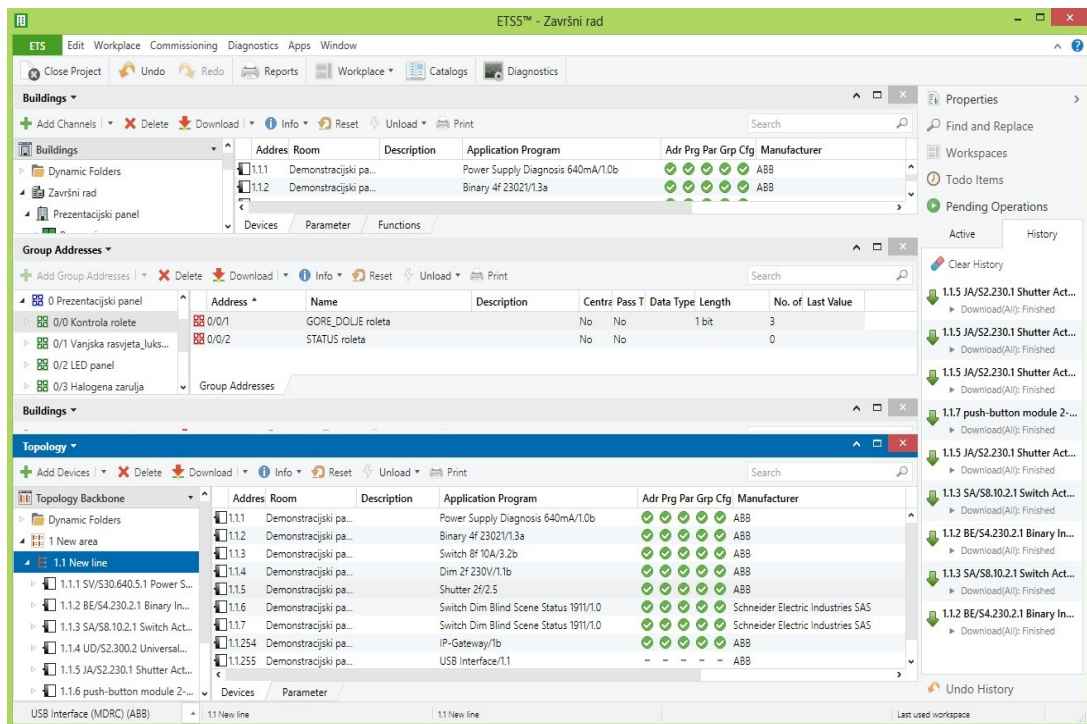 ETS5™ - Završni rad
ETS Edit Workplace Commissioning Diagnostics Apps Window
Close Project Undo Redo Reports Workplace Catalogs Diagnostics
Buildings
Add Channels Delete Download Info Reset Unload Print Search
Buildings
Dynamic Folders
Završni rad
Prezentacijski panel
Addres Room Description Application Program Adr Prg Par Grp Cfg Manufacturer
1.1.1 Demonstracijski pa... Power Supply Diagnosis 640mA/1.0b ABB
1.1.2 Demonstracijski pa... Binary 4f 23021/1.3a ABB
Devices Parameter Functions
Group Addresses
Add Group Addresses Delete Download Info Reset Unload Print Search
0 Prezentacijski panel
0/0 Kontrola rolete
0/1 Vanjska rasvjeta_luks...
0/2 LED panel
0/3 Halogena zarulja
Address Name Description Centra Pass T Data Type Length No. of Last Value
0/0/1 GORE_DOLJE roleta No No 1 bit 3
0/0/2 STATUS roleta No No 0
Group Addresses
Buildings
Topology
Add Devices Delete Download Info Reset Unload Print Search
Topology Backbone
Dynamic Folders
1 New area
1.1 New line
1.1.1 SV/S30.640.5.1 Power S...
1.1.2 BE/S4.230.2.1 Binary In...
1.1.3 SA/S8.10.2.1 Switch Act...
1.1.4 UD/S2.300.2 Universal...
1.1.5 JA/S2.230.1 Shutter Act...
1.1.6 push-button module 2-...
Addres Room Description Application Program Adr Prg Par Grp Cfg Manufacturer
1.1.1 Demonstracijski pa... Power Supply Diagnosis 640mA/1.0b ABB
1.1.2 Demonstracijski pa... Binary 4f 23021/1.3a ABB
1.1.3 Demonstracijski pa... Switch 8f 10A/3.2b ABB
1.1.4 Demonstracijski pa... Dim 2f 230V/1.1b ABB
1.1.5 Demonstracijski pa... Shutter 2f/2.5 ABB
1.1.6 Demonstracijski pa... Switch Dim Blind Scene Status 1911/1.0 Schneider Electric Industries SAS
1.1.7 Demonstracijski pa... Switch Dim Blind Scene Status 1911/1.0 Schneider Electric Industries SAS
1.1.254 Demonstracijski pa... IP-Gateway/1b ABB
1.1.255 Demonstracijski pa... USB Interface/1.1 - - - - - ABB
Devices Parameter
USB Interface (MDRC) (ABB) 1.1 New line 1.1 New line Last used workspace
Properties
Find and Replace
Workspaces
Todo Items
Pending Operations
Active History
Clear History
1.1.5 JA/S2.230.1 Shutter Act...
Download(All): Finished
1.1.5 JA/S2.230.1 Shutter Act...
Download(All): Finished
1.1.5 JA/S2.230.1 Shutter Act...
Download(All): Finished
1.1.7 push-button module 2-...
Download(All): Finished
1.1.5 JA/S2.230.1 Shutter Act...
Download(All): Finished
1.1.3 SA/S8.10.2.1 Switch Act...
Download(All): Finished
1.1.2 BE/S4.230.2.1 Binary In...
Download(All): Finished
1.1.3 SA/S8.10.2.1 Switch Act...
Download(All): Finished
1.1.2 BE/S4.230.2.1 Binary In...
Download(All): Finished
Undo History